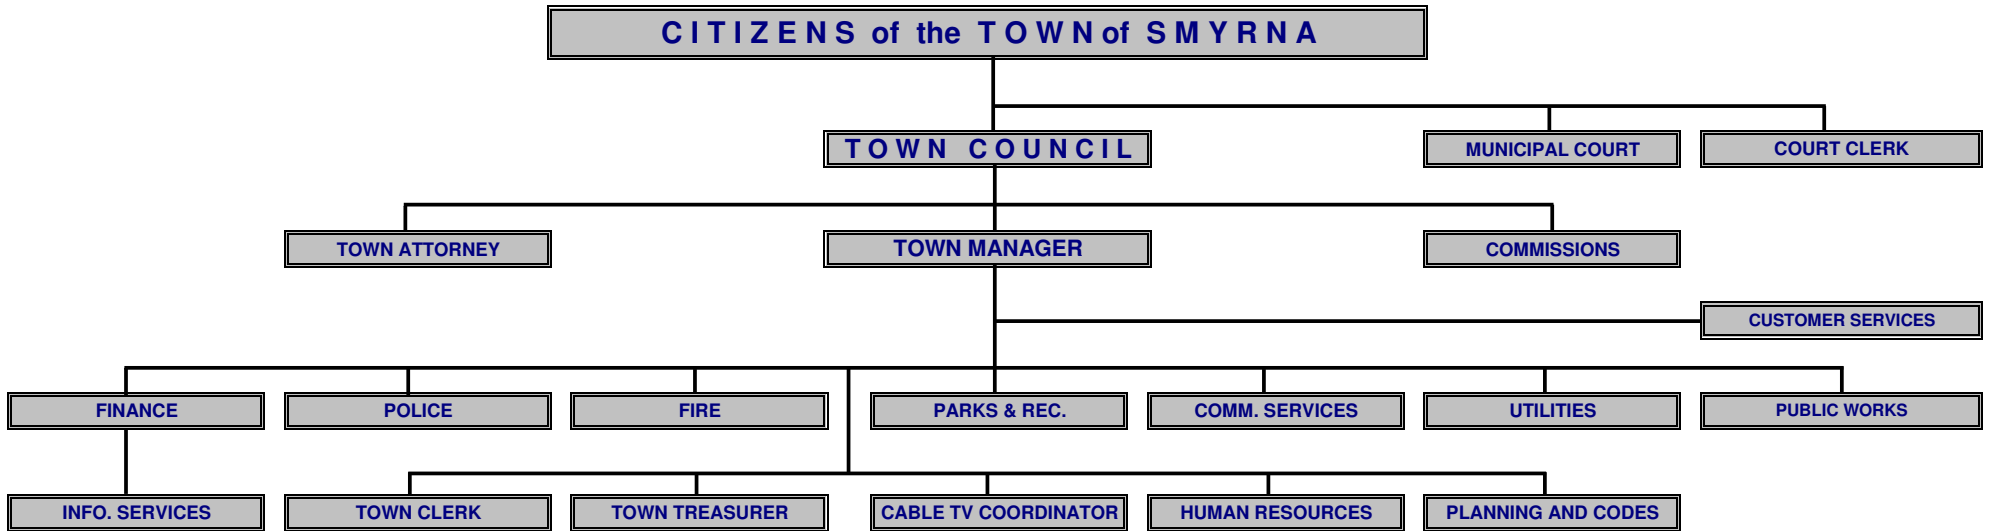 CITIZENS of the TOWN of SMYRNA
TOWN COUNCIL
MUNICIPAL COURT
COURT CLERK
TOWN ATTORNEY
TOWN MANAGER
COMMISSIONS
CUSTOMER SERVICES
FINANCE
POLICE
FIRE
PARKS & REC.
COMM. SERVICES
UTILITIES
PUBLIC WORKS
INFO. SERVICES
TOWN CLERK
TOWN TREASURER
CABLE TV COORDINATOR
HUMAN RESOURCES
PLANNING AND CODES